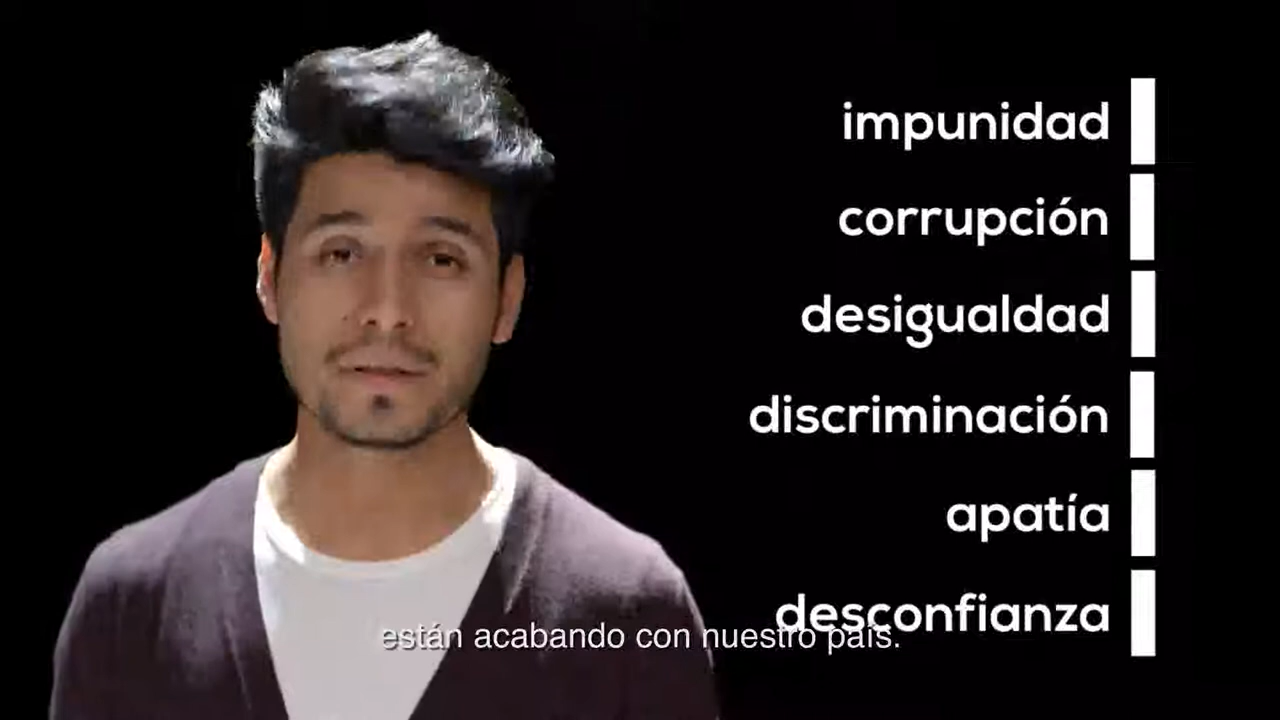 impunidad
corrupción
desigualdad
discriminación
apatía
desconfianza
están acabando con nuestro país.